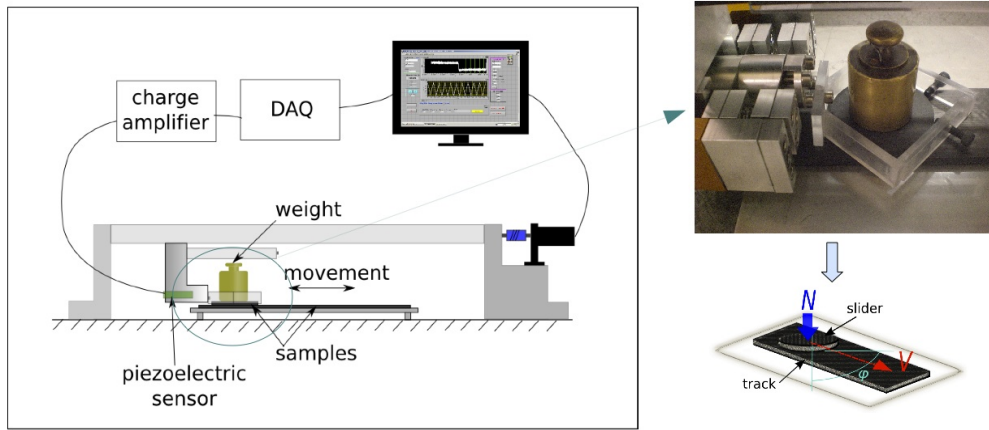 charge
amplifier
DAQ
weight
movement
samples
piezoelectric
sensor
N
slider
V
φ
track